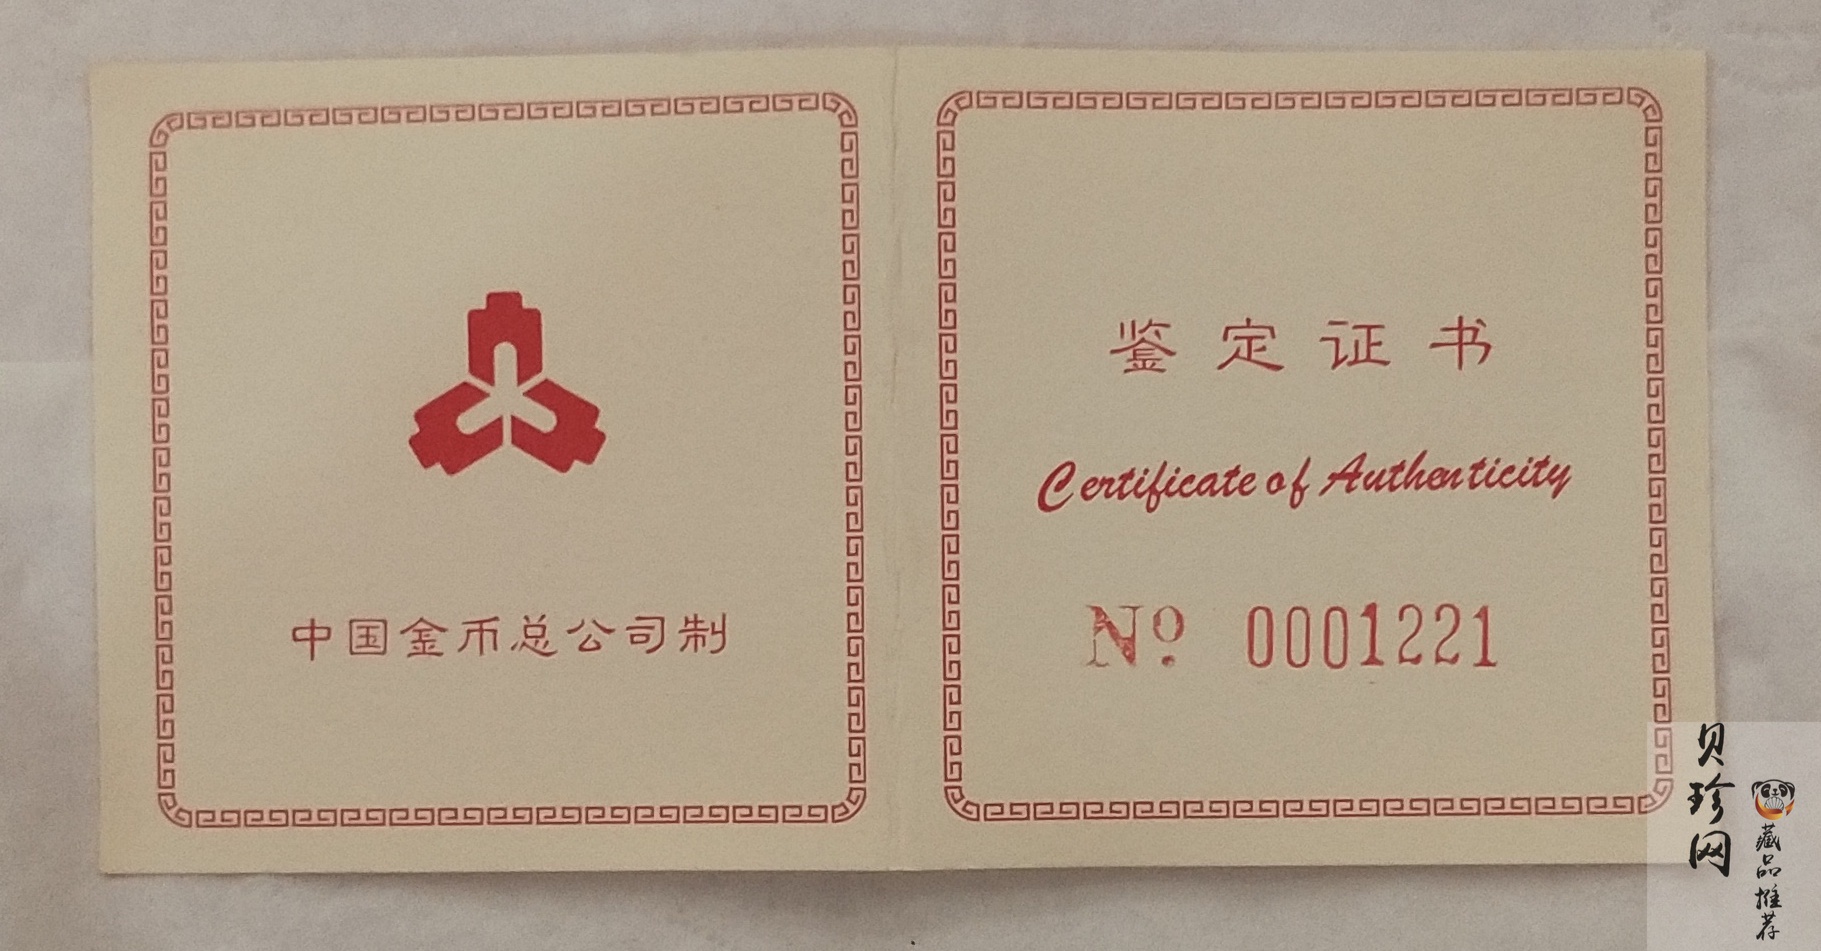 中国金币总公司制
鉴定证书
Certificate of Authenticity
Nº 0001221
贝珍网
藏品推荐